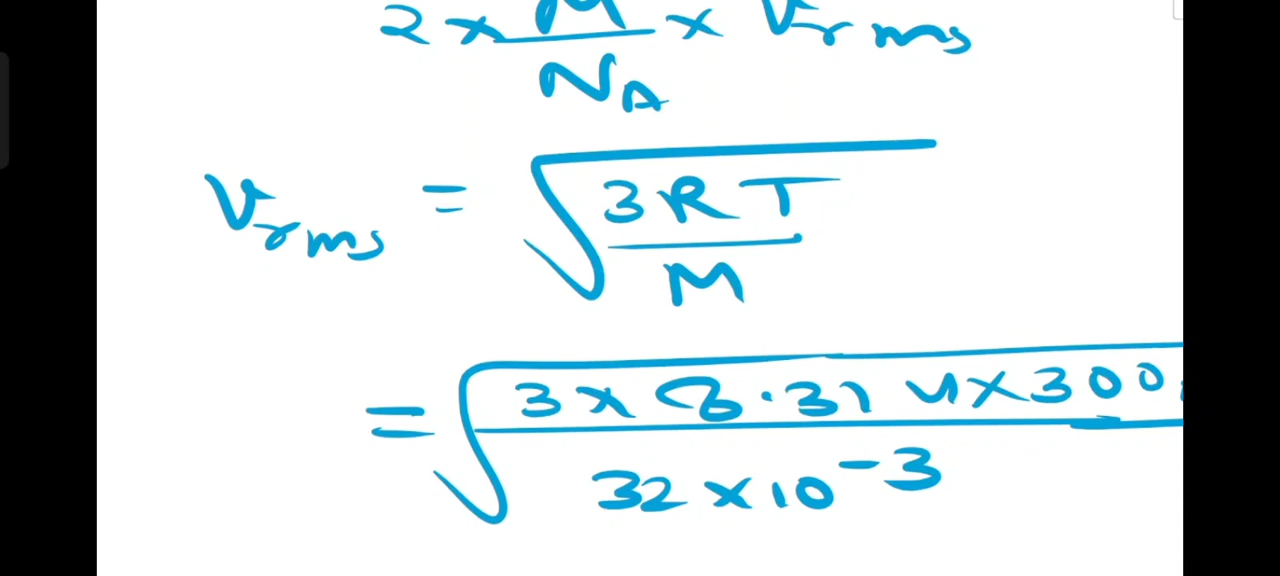 2 × M/N_A × v_rms
v_rms = √(3RT/M)
= √(3 × 8.314 × 300/32 × 10^-3)